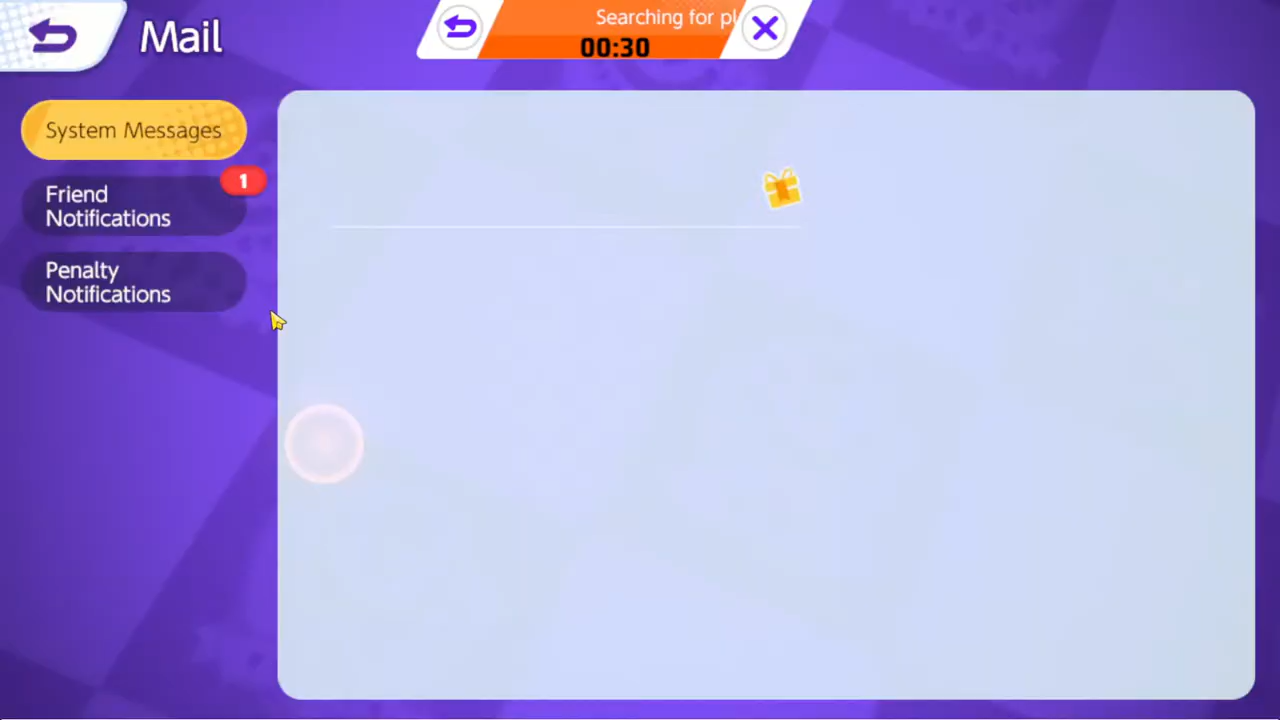 Mail
Searching for pl
00:30
System Messages
1
Friend
Notifications
Penalty
Notifications